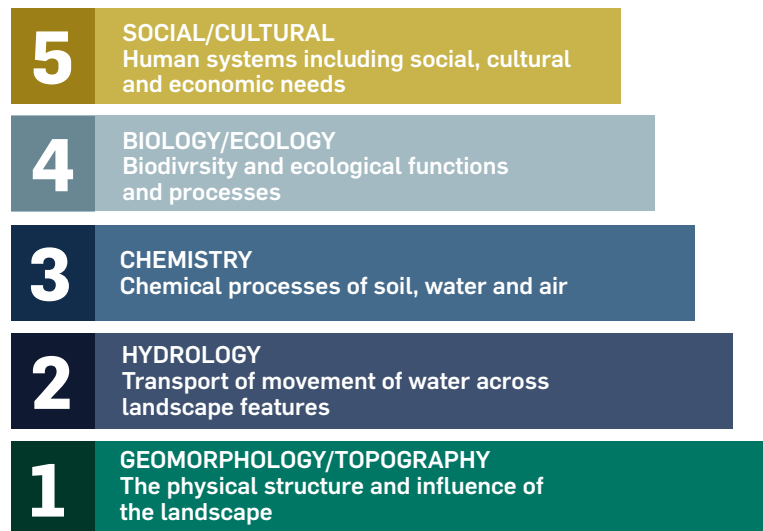 5
SOCIAL/CULTURAL
Human systems including social, cultural
and economic needs
4
BIOLOGY/ECOLOGY
Biodivrsity and ecological functions
and processes
3
CHEMISTRY
Chemical processes of soil, water and air
2
HYDROLOGY
Transport of movement of water across
landscape features
1
GEOMORPHOLOGY/TOPOGRAPHY
The physical structure and influence of
the landscape